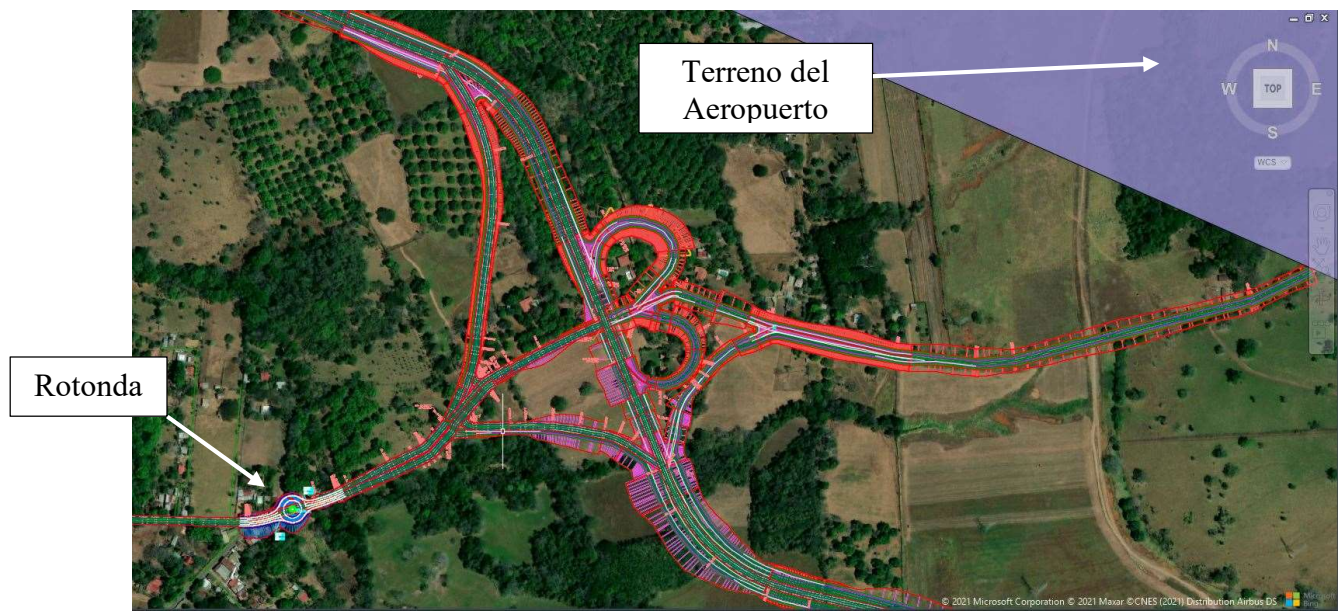 Terreno del
Aeropuerto
N
W
TOP
E
S
WCS
Rotonda
© 2021 Microsoft Corporation © 2021 Maxar ©CNES (2021) Distribution Airbus DS